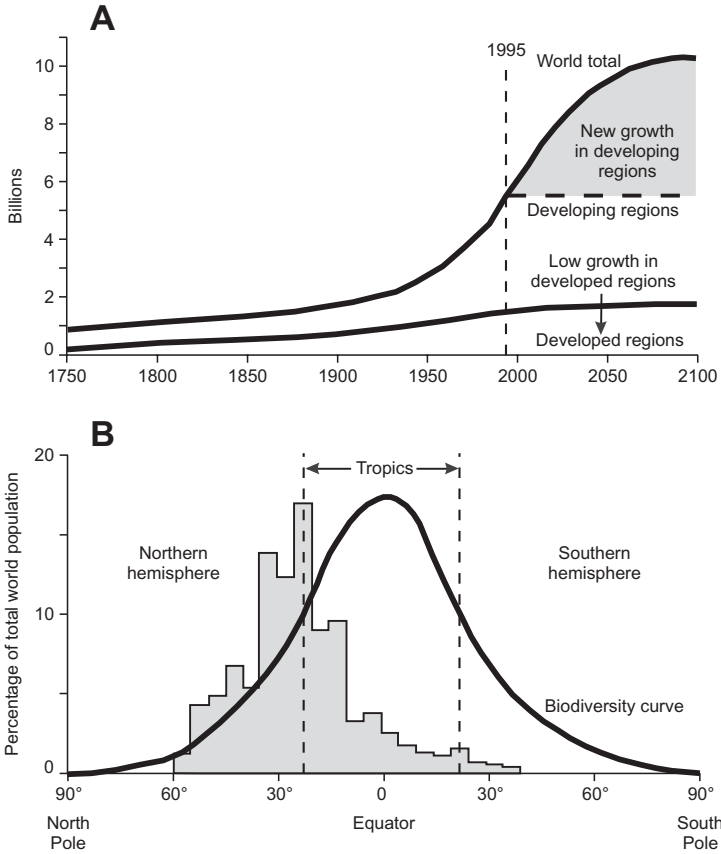 A
1995
World total
10
8
6
4
2
0
Billions
New growth
in developing
regions
Developing regions
Low growth in
developed regions
Developed regions
1750 1800 1850 1900 1950 2000 2050 2100
B
20
10
0
Percentage of total world population
Tropics
Northern
hemisphere
Southern
hemisphere
Biodiversity curve
90° 60° 30° 0 30° 60° 90°
North
Pole
Equator
South
Pole